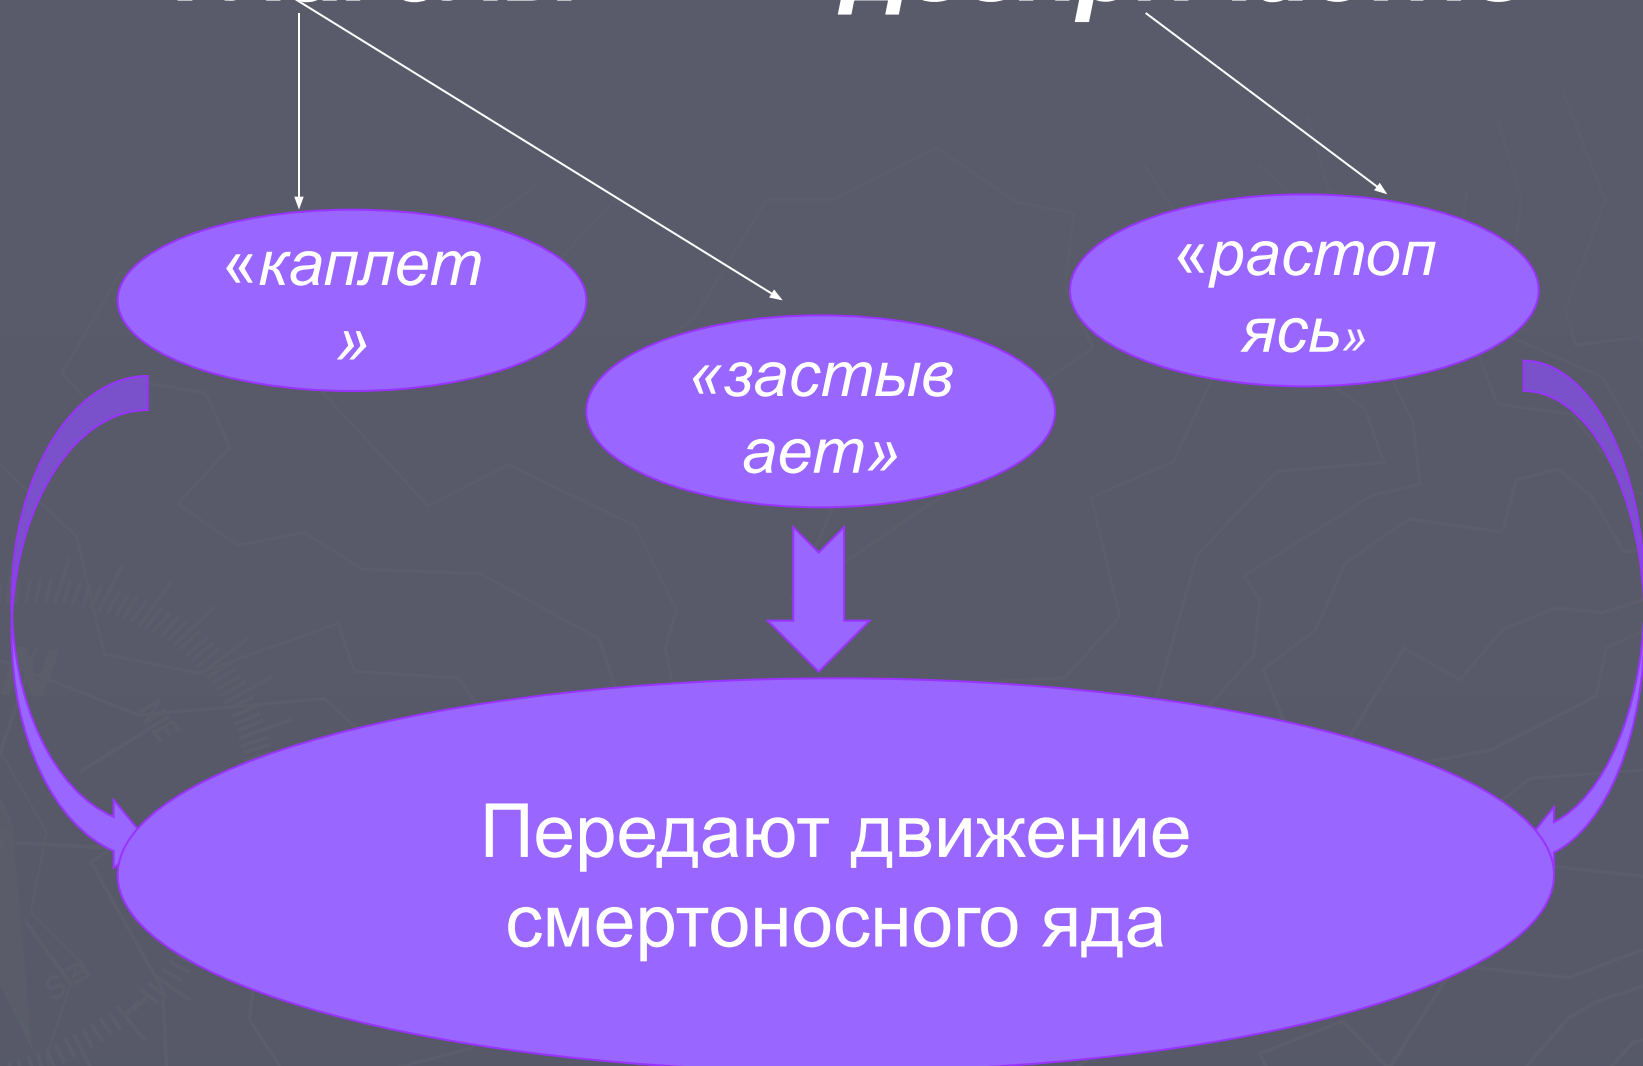 «каплет
»
«растоп
ясь»
«застыв
ает»
Передают движение
смертоносного яда